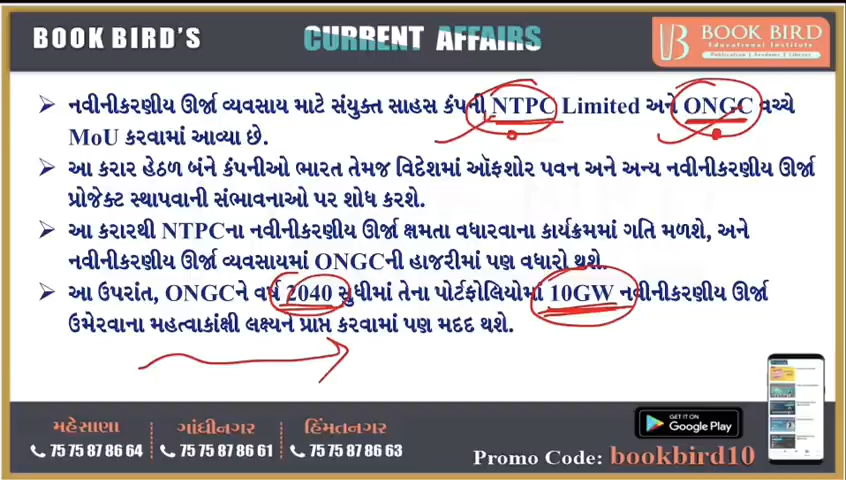 BOOK BIRD'S
CURRENT AFFAIRS
BOOK BIRD
Educational Institute
Publication | Academic | Library
➤ નવીનીકરણીય ઊર્જા વ્યવસાય માટે સંયુક્ત સાહસ કંપની NTPC Limited અને ONGC વચ્ચે
MoU કરવામાં આવ્યા છે.
➤ આ કરાર હેઠળ બંને કંપનીઓ ભારત તેમજ વિદેશમાં ઑફશોર પવન અને અન્ય નવીનીકરણીય ઊર્જા
પ્રોજેક્ટ સ્થાપવાની સંભાવનાઓ પર શોધ કરશે.
➤ આ કરારથી NTPCના નવીનીકરણીય ઊર્જા ક્ષમતા વધારવાના કાર્યક્રમમાં ગતિ મળશે, અને
નવીનીકરણીય ઊર્જા વ્યવસાયમાં ONGCની હાજરીમાં પણ વધારો થશે.
➤ આ ઉપરાંત, ONGCને વર્ષ 2040 સુધીમાં તેના પોર્ટફોલિયોમાં 10GW નવીનીકરણીય ઊર્જા
ઉમેરવાના મહત્વાકાંક્ષી લક્ષ્યને પ્રાપ્ત કરવામાં પણ મદદ થશે.
મહેસાણા
75 75 87 86 64
ગાંધીનગર
75 75 87 86 61
હિંમતનગર
75 75 87 86 63
GET IT ON
Google Play
Promo Code: bookbird10